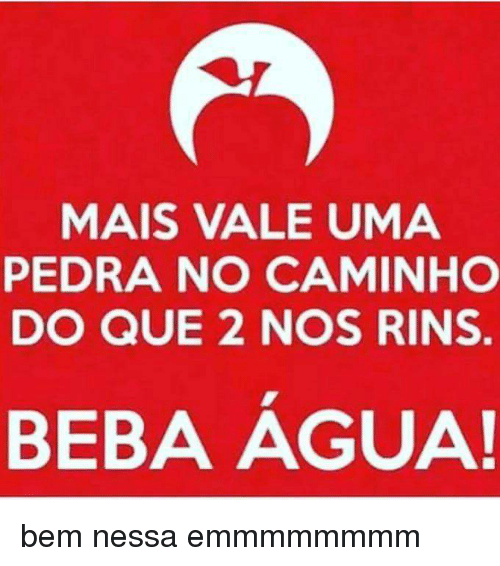 MAIS VALE UMA
PEDRA NO CAMINHO
DO QUE 2 NOS RINS.
BEBA ÁGUA!
bem nessa emmmmmmmm